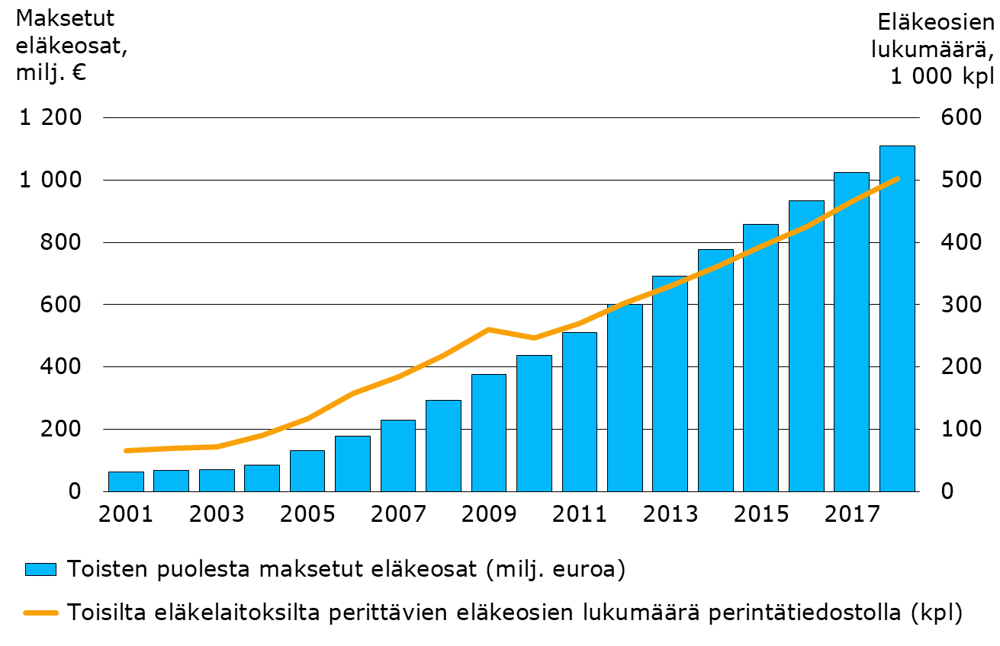 Maksetut
eläkeosat,
milj. €
Eläkeosien
lukumäärä,
1 000 kpl
1 200
600
1 000
500
800
400
600
300
400
200
200
100
0
0
2001 2003 2005 2007 2009 2011 2013 2015 2017
Toisten puolesta maksetut eläkeosat (milj. euroa)
Toisilta eläkelaitoksilta perittävien eläkeosien lukumäärä perintätiedostolla (kpl)